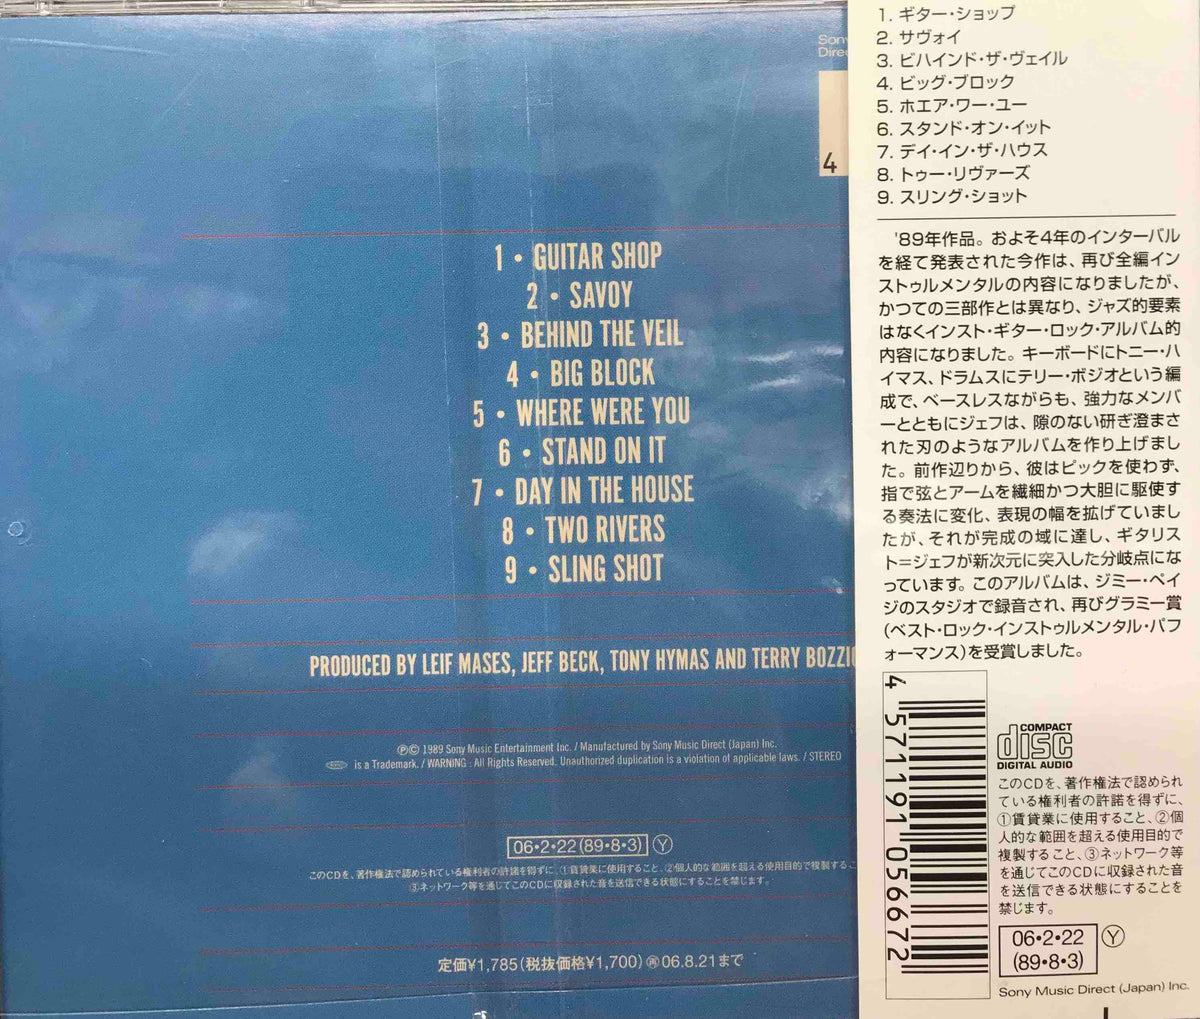 Sony
Direc
4
1 • GUITAR SHOP
2 • SAVOY
3 • BEHIND THE VEIL
4 • BIG BLOCK
5 • WHERE WERE YOU
6 • STAND ON IT
7 • DAY IN THE HOUSE
8 • TWO RIVERS
9 • SLING SHOT
PRODUCED BY LEIF MASES, JEFF BECK, TONY HYMAS AND TERRY BOZZIO
ⓅⒸ 1989 Sony Music Entertainment Inc. / Manufactured by Sony Music Direct (Japan) Inc.
is a Trademark. / WARNING : All Rights Reserved. Unauthorized duplication is a violation of applicable laws. / STEREO
06•2•22(89•8•3) Ⓨ
このCDを、著作権法で認められている権利者の許諾を得ずに、①賃貸業に使用すること、②個人的な範囲を超える使用目的で複製するこ
③ネットワーク等を通じてこのCDに収録された音を送信できる状態にすることを禁じます。
定価¥1,785(税抜価格¥1,700) ㊢06.8.21まで
1. ギター・ショップ
2. サヴォイ
3. ビハインド・ザ・ヴェイル
4. ビッグ・ブロック
5. ホエア・ワー・ユー
6. スタンド・オン・イット
7. デイ・イン・ザ・ハウス
8. トゥー・リヴァーズ
9. スリング・ショット
'89年作品。およそ4年のインターバル
を経て発表された今作は、再び全編イン
ストゥルメンタルの内容になりましたが、
かつての三部作とは異なり、ジャズ的要素
はなくインスト・ギター・ロック・アルバム的
内容になりました。キーボードにトニー・ハ
イマス、ドラムスにテリー・ボジオという編
成で、ベースレスながらも、強力なメンバ
ーとともにジェフは、隙のない研ぎ澄まさ
れた刃のようなアルバムを作り上げまし
た。前作辺りから、彼はピックを使わず、
指で弦とアームを繊細かつ大胆に駆使す
る奏法に変化、表現の幅を拡げていまし
たが、それが完成の域に達し、ギタリス
ト＝ジェフが新次元に突入した分岐点にな
っています。このアルバムは、ジミー・ペイ
ジのスタジオで録音され、再びグラミー賞
(ベスト・ロック・インストゥルメンタル・パフ
ォーマンス)を受賞しました。
4 571191 056672
COMPACT
disc
DIGITAL AUDIO
このCDを、著作権法で認められ
ている権利者の許諾を得ずに、
①賃貸業に使用すること、②個
人的な範囲を超える使用目的で
複製すること、③ネットワーク等
を通じてこのCDに収録された音
を送信できる状態にすることを
禁じます。
06•2•22 Ⓨ
(89•8•3)
Sony Music Direct (Japan) Inc.